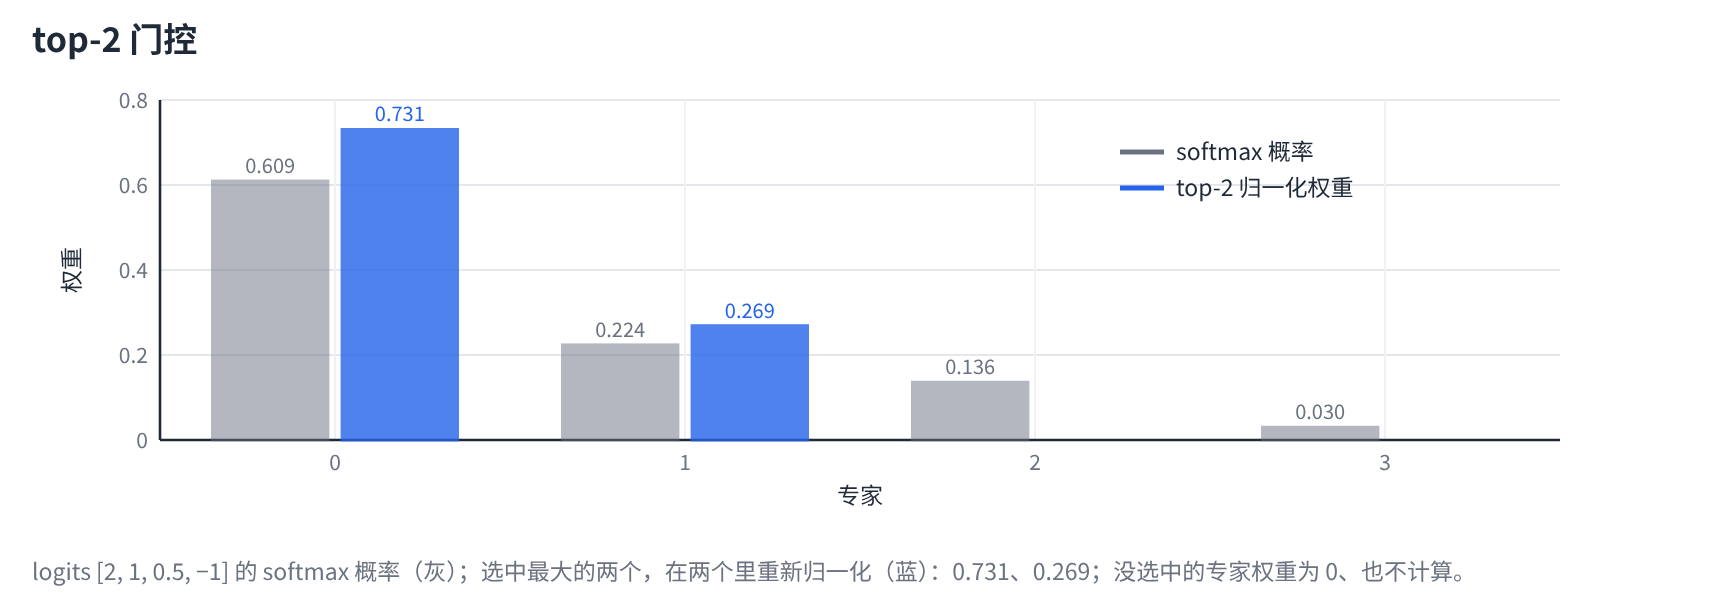 top-2 门控
0.8
0.6
0.4
0.2
0
权重
0.609
0.731
0.224
0.269
0.136
0.030
softmax 概率
top-2 归一化权重
0
1
2
3
专家
logits [2, 1, 0.5, −1] 的 softmax 概率（灰）；选中最大的两个，在两个里重新归一化（蓝）：0.731、0.269；没选中的专家权重为 0、也不计算。